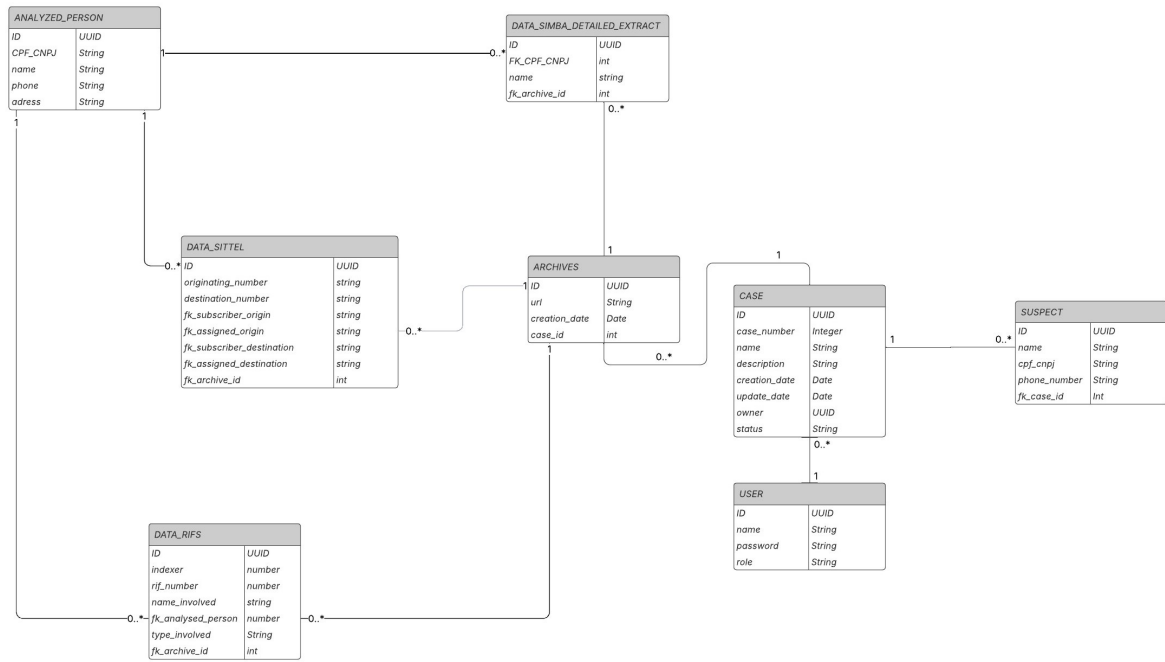 ANALYZED_PERSON
ID UUID
CPF_CNPJ String
name String
phone String
adress String
1
0..*
1
1
DATA_SIMBA_DETAILED_EXTRACT
ID UUID
FK_CPF_CNPJ int
name string
fk_archive_id int
0..*
1
DATA_SITTEL
0..* ID UUID
originating_number string
destination_number string
fk_subscriber_origin string
fk_assigned_origin string
fk_subscriber_destination string
fk_assigned_destination string
fk_archive_id int
0..*
ARCHIVES
1 ID UUID
url String
creation_date Date
case_id int
1
0..*
1
CASE
ID UUID
case_number Integer
name String
description String
creation_date Date
update_date Date
owner UUID
status String
1
0..*
0..*
1
SUSPECT
ID UUID
name String
cpf_cnpj String
phone_number String
fk_case_id Int
USER
ID UUID
name String
password String
role String
DATA_RIFS
ID UUID
indexer number
rif_number number
name_involved string
0..* fk_analysed_person number 0..*
type_involved String
fk_archive_id int